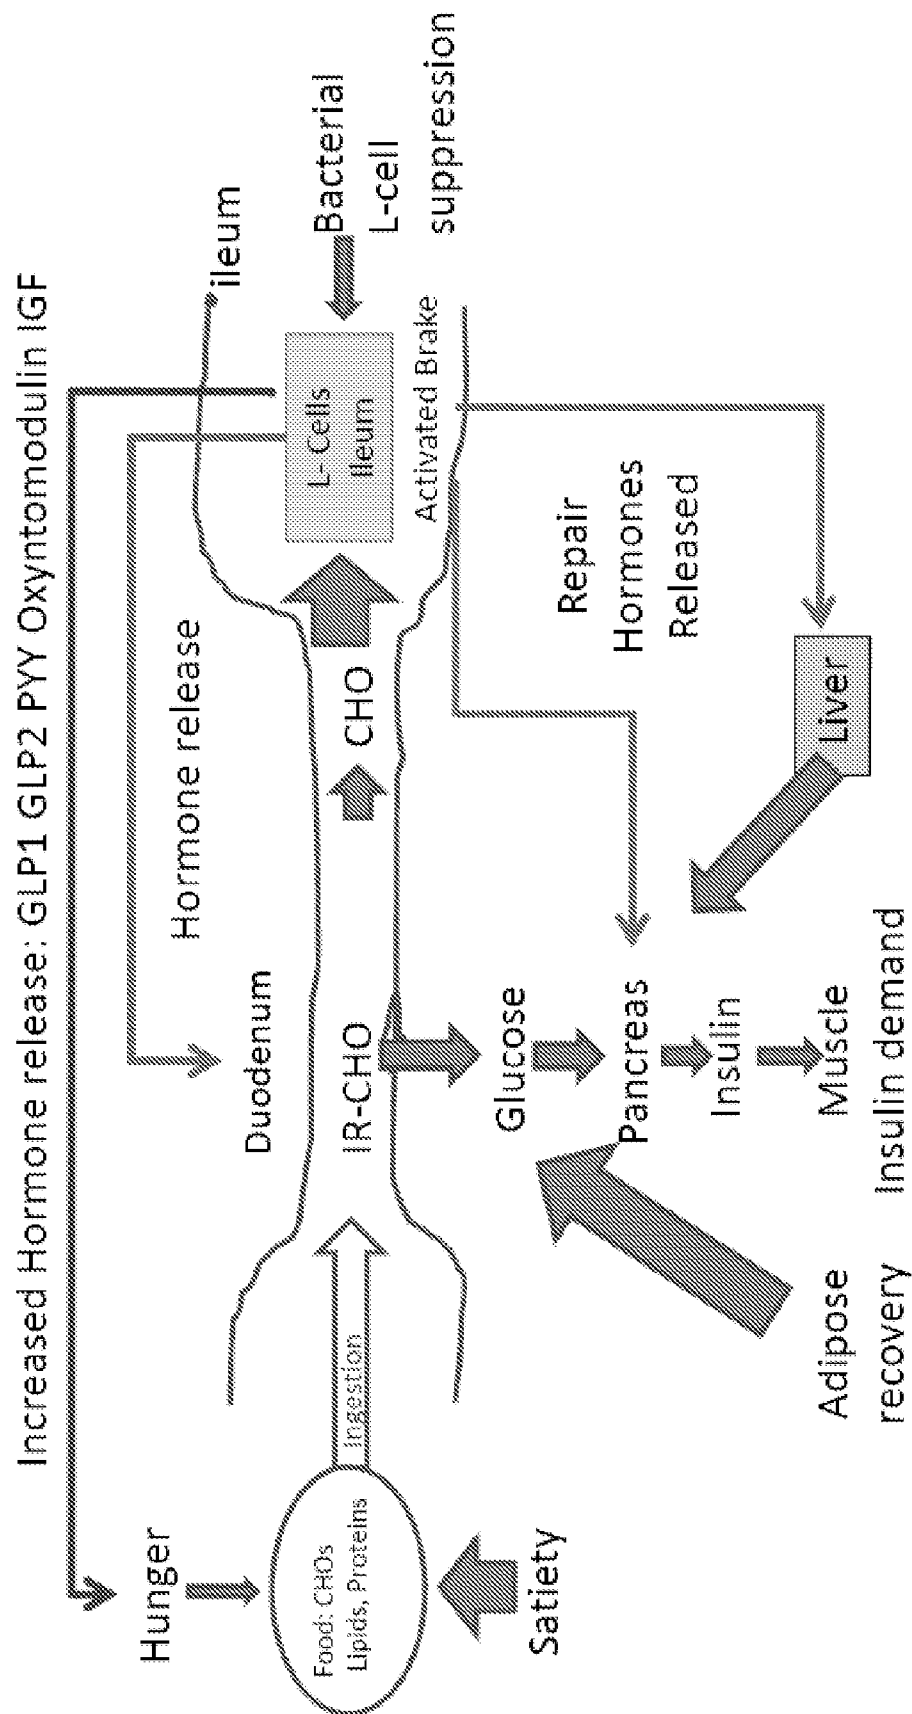 Increased Hormone release: GLP1 GLP2 PYY Oxyntomodulin IGF
Hunger
Hormone release
ileum
Duodenum
Food: CHOs
Lipids, Proteins
Ingestion
IR-CHO
CHO
L- Cells
Ileum
Bacterial
L-cell
suppression
Activated Brake
Satiety
Glucose
Repair
Hormones
Released
Pancreas
Insulin
Liver
Adipose
recovery
Muscle
Insulin demand